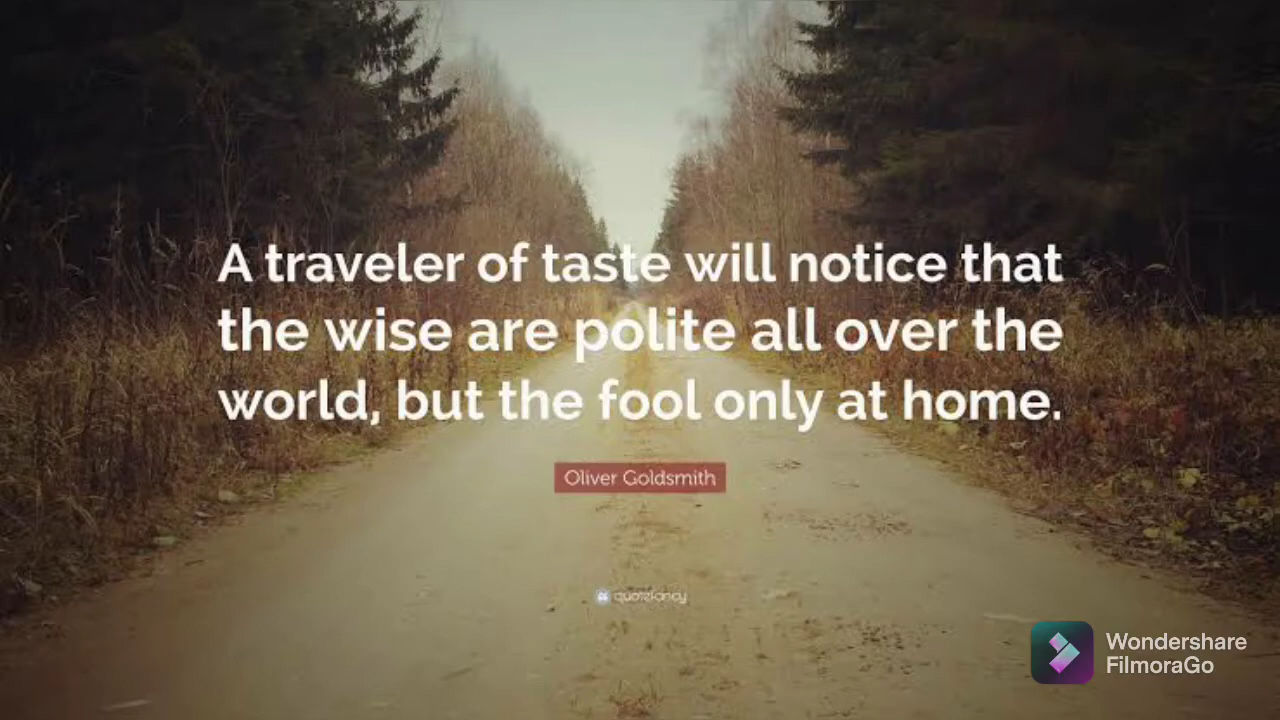 A traveler of taste will notice that
the wise are polite all over the
world, but the fool only at home.
Oliver Goldsmith
quotefancy
Wondershare
FilmoraGo